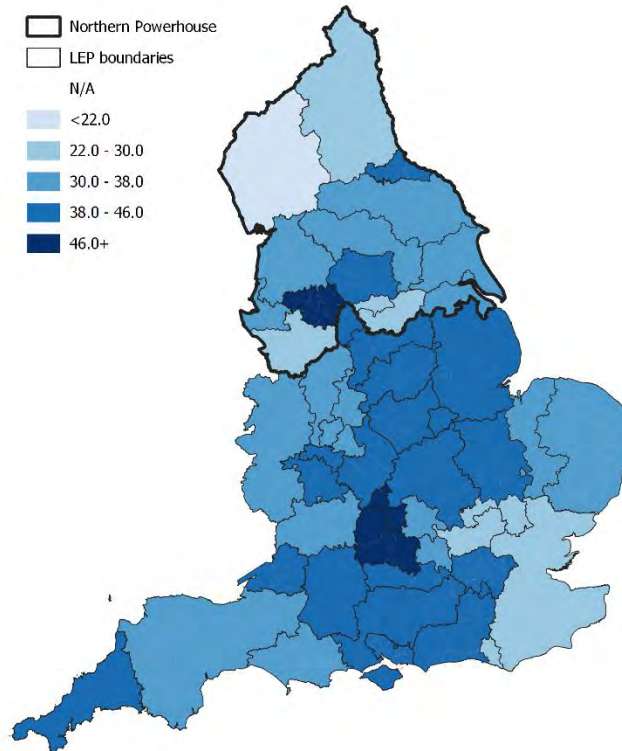 Northern Powerhouse
LEP boundaries
N/A
<22.0
22.0 - 30.0
30.0 - 38.0
38.0 - 46.0
46.0+